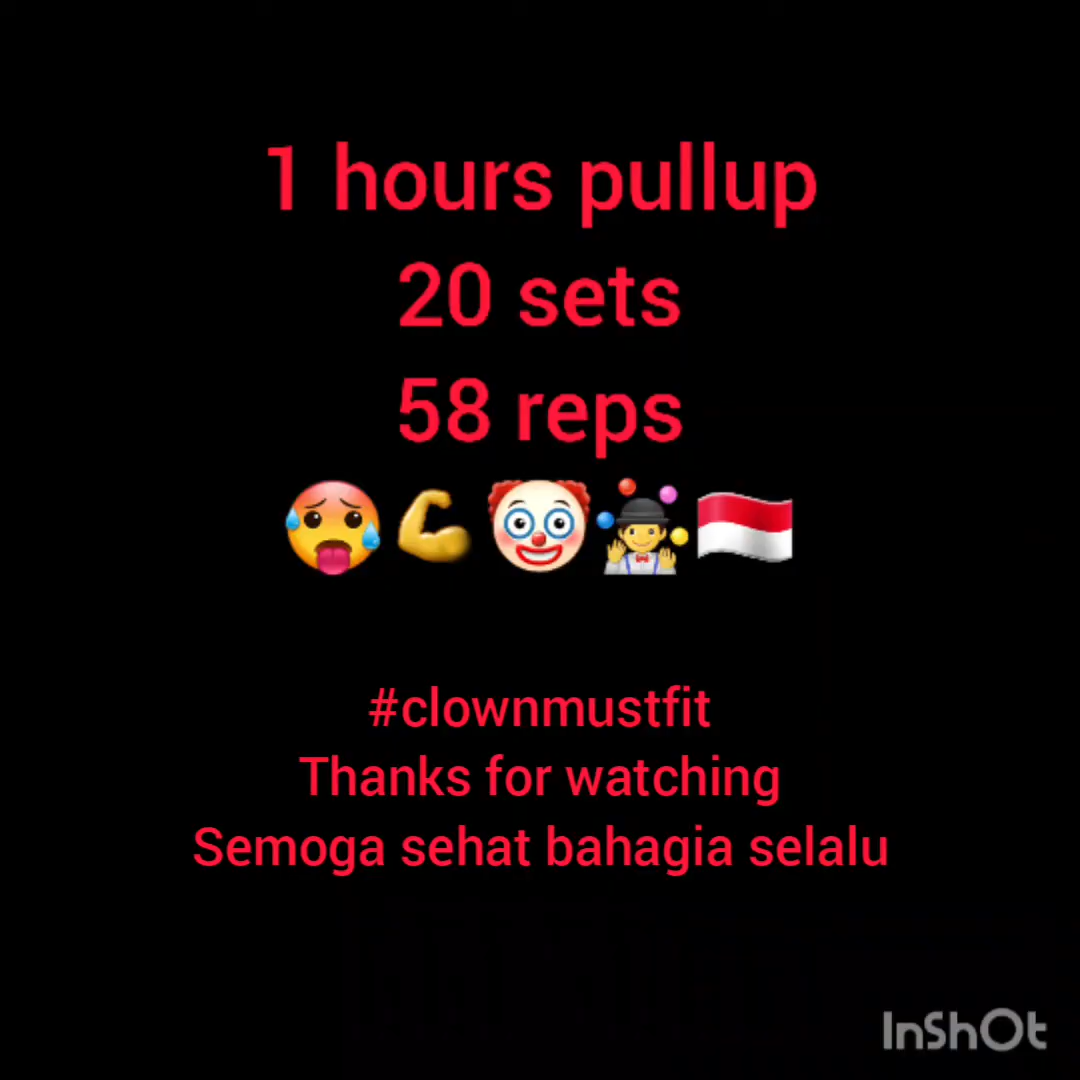 1 hours pullup
20 sets
58 reps
🥵💪🤡🤹🇮🇩
#clownmustfit
Thanks for watching
Semoga sehat bahagia selalu
InShOt